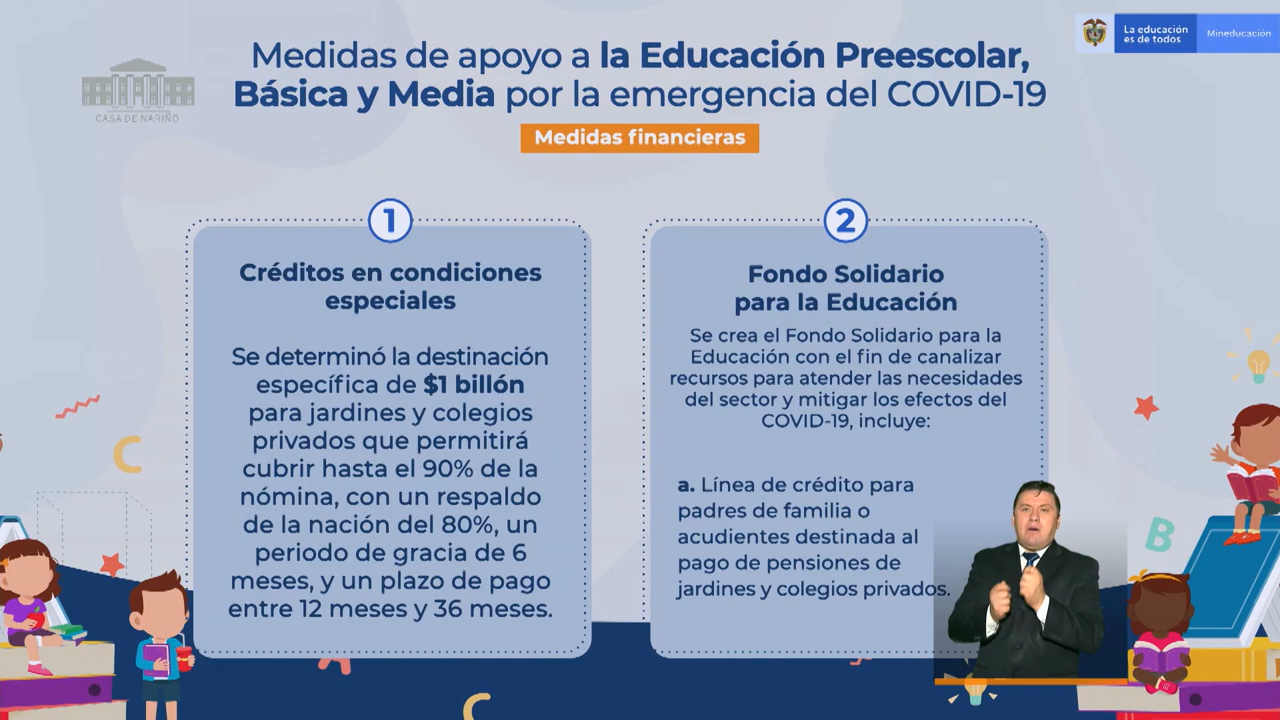 La educación
es de todos
Mineducación
CASA DE NARIÑO
Medidas de apoyo a la Educación Preescolar,
Básica y Media por la emergencia del COVID-19
Medidas financieras
1
Créditos en condiciones
especiales
Se determinó la destinación
específica de $1 billón
para jardines y colegios
privados que permitirá
cubrir hasta el 90% de la
nómina, con un respaldo
de la nación del 80%, un
periodo de gracia de 6
meses, y un plazo de pago
entre 12 meses y 36 meses.
2
Fondo Solidario
para la Educación
Se crea el Fondo Solidario para la
Educación con el fin de canalizar
recursos para atender las necesidades
del sector y mitigar los efectos del
COVID-19, incluye:
a. Línea de crédito para
padres de familia o
acudientes destinada al
pago de pensiones de
jardines y colegios privados.
C
B
A
C